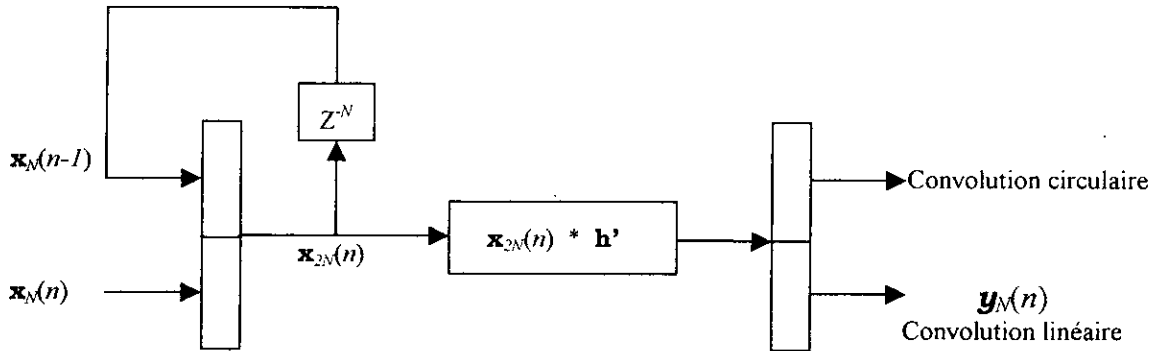 Z^-N
x_N(n-1)
Convolution circulaire
x_2N(n) * h'
x_2N(n)
x_N(n)
y_N(n)
Convolution linéaire